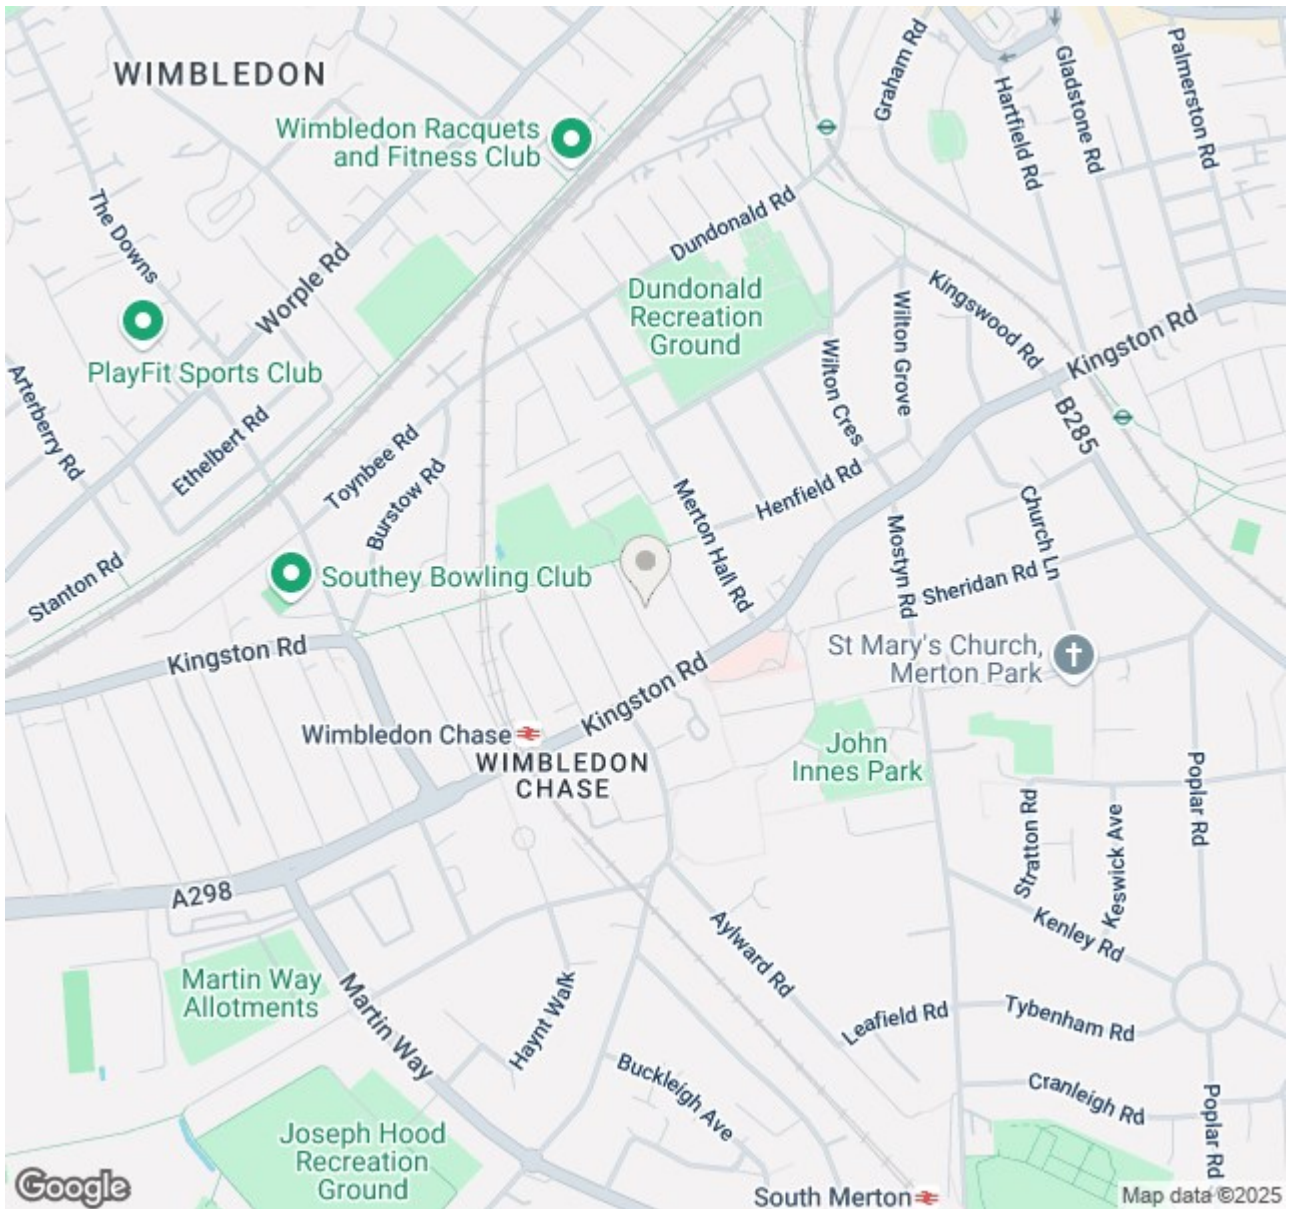 WIMBLEDON
Wimbledon Racquets
and Fitness Club
Graham Rd
Hartfield Rd
Gladstone Rd
Palmerston Rd
The Downs
Worple Rd
Dundonald Rd
Dundonald
Recreation
Ground
Kingswood Rd
Wilton Grove
Wilton Cres
Kingston Rd
B285
PlayFit Sports Club
Arterberry Rd
Ethelbert Rd
Toynbee Rd
Burstow Rd
Merton Hall Rd
Henfield Rd
Mostyn Rd
Church Ln
Sheridan Rd
Stanton Rd
Southey Bowling Club
Kingston Rd
Kingston Rd
St Mary's Church,
Merton Park
Wimbledon Chase
WIMBLEDON
CHASE
John
Innes Park
Poplar Rd
Stratton Rd
Keswick Ave
Kenley Rd
A298
Aylward Rd
Martin Way
Allotments
Martin Way
Haynt Walk
Leafield Rd
Tybenham Rd
Buckleigh Ave
Cranleigh Rd
Poplar Rd
Joseph Hood
Recreation
Ground
South Merton
Google
Map data ©2025